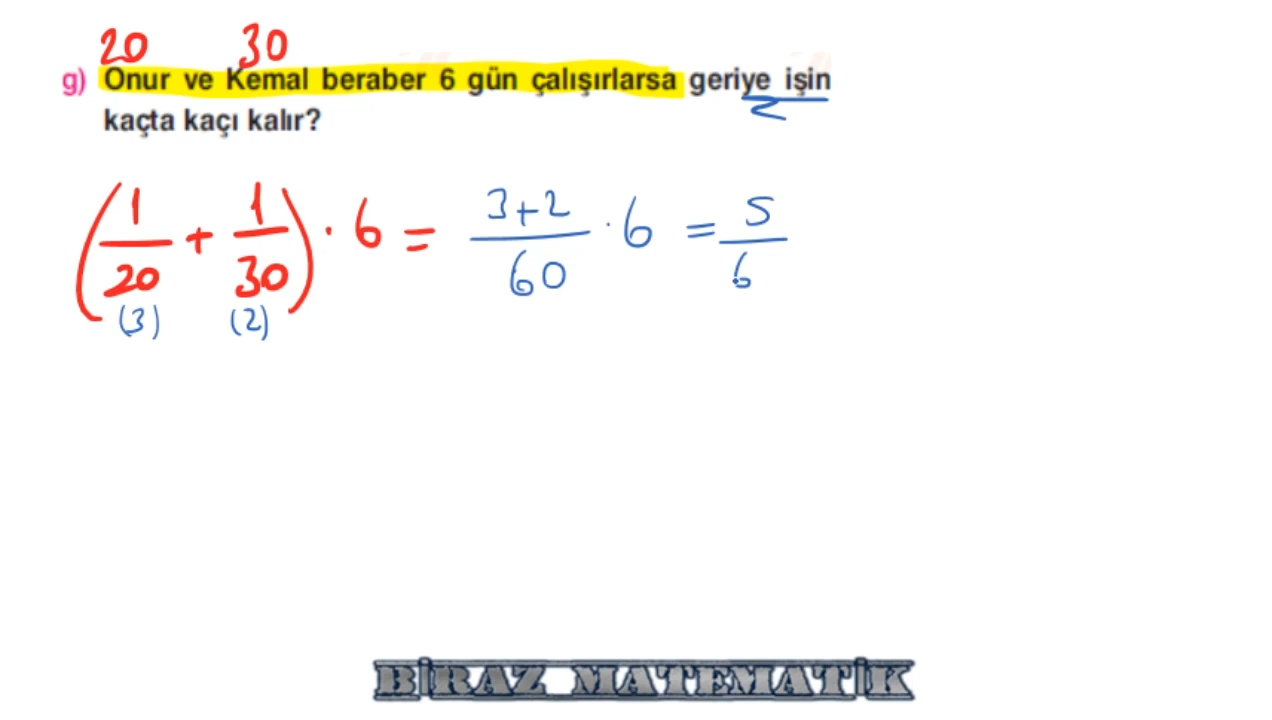 20 30
g) Onur ve Kemal beraber 6 gün çalışırlarsa geriye işin
kaçta kaçı kalır?
(1/20 + 1/30) · 6 = 3+2/60 · 6 = 5/6
(3) (2)
BİRAZ MATEMATİK